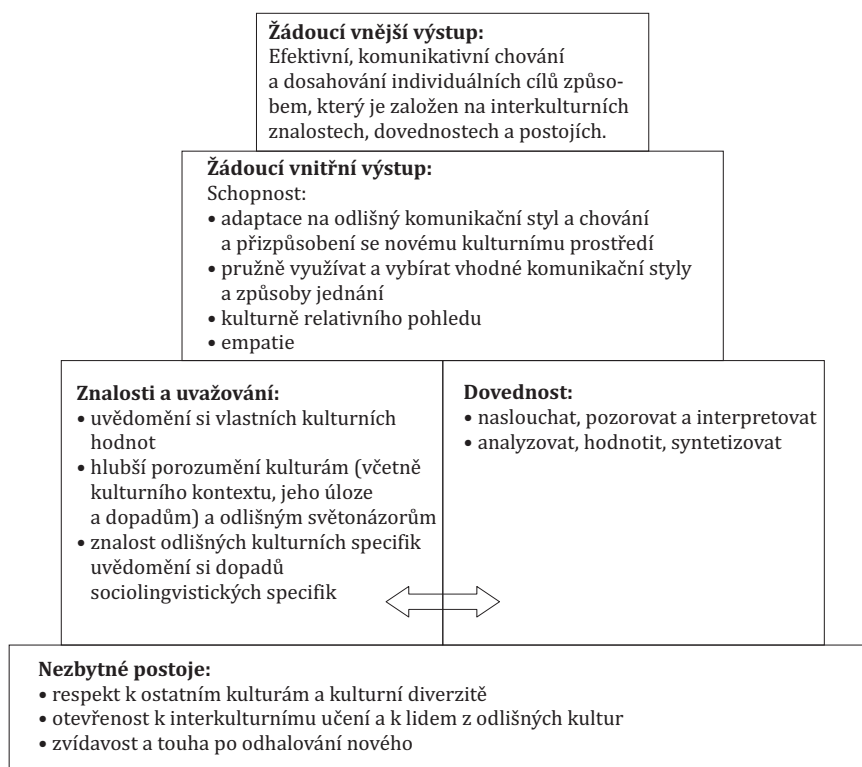 Žádoucí vnější výstup:
Efektivní, komunikativní chování
a dosahování individuálních cílů způso-
bem, který je založen na interkulturních
znalostech, dovednostech a postojích.
Žádoucí vnitřní výstup:
Schopnost:
• adaptace na odlišný komunikační styl a chování
a přizpůsobení se novému kulturnímu prostředí
• pružně využívat a vybírat vhodné komunikační styly
a způsoby jednání
• kulturně relativního pohledu
• empatie
Znalosti a uvažování:
• uvědomění si vlastních kulturních
hodnot
• hlubší porozumění kulturám (včetně
kulturního kontextu, jeho úloze
a dopadům) a odlišným světonázorům
• znalost odlišných kulturních specifik
uvědomění si dopadů
sociolingvistických specifik
Dovednost:
• naslouchat, pozorovat a interpretovat
• analyzovat, hodnotit, syntetizovat
Nezbytné postoje:
• respekt k ostatním kulturám a kulturní diverzitě
• otevřenost k interkulturnímu učení a k lidem z odlišných kultur
• zvídavost a touha po odhalování nového